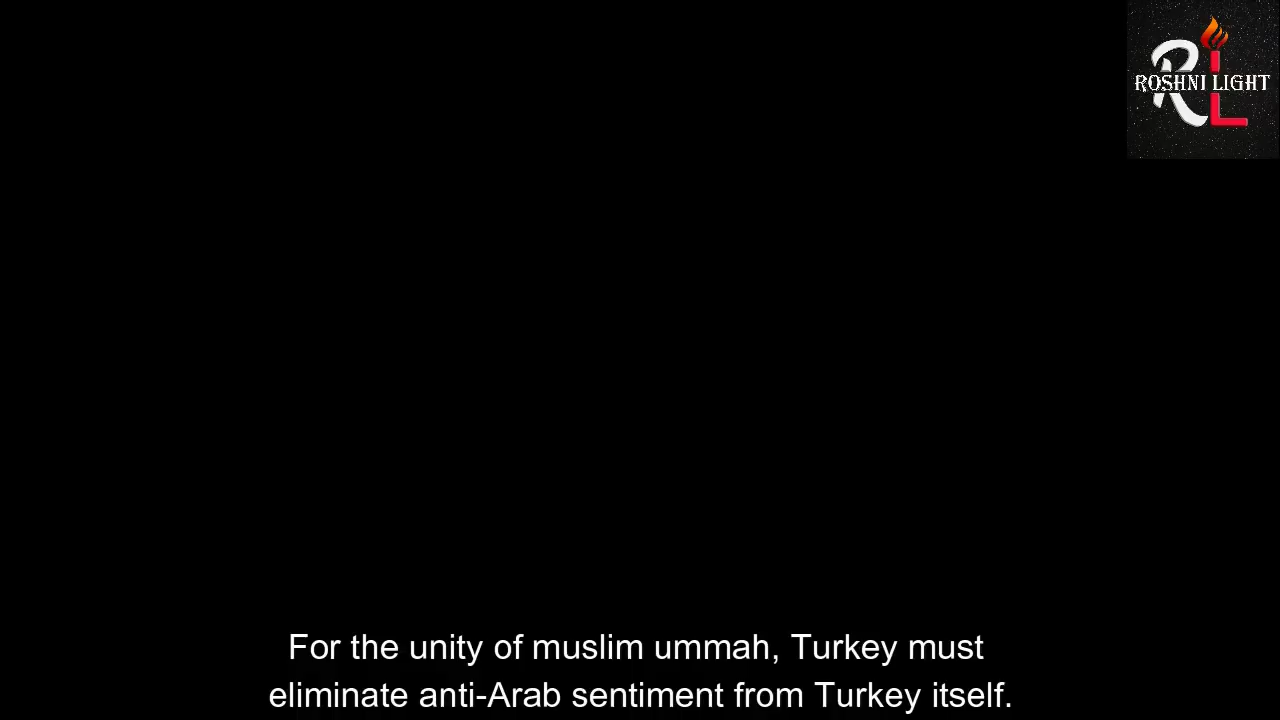 ROSHNI LIGHT
For the unity of muslim ummah, Turkey must
eliminate anti-Arab sentiment from Turkey itself.